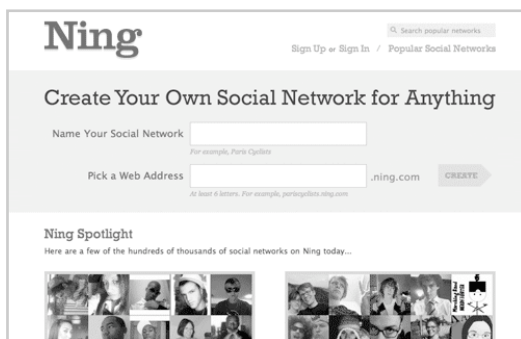 Ning
Search popular networks
Sign Up or Sign In / Popular Social Networks
Create Your Own Social Network for Anything
Name Your Social Network
For example, Paris Cyclists
Pick a Web Address .ning.com CREATE
At least 6 letters. For example, pariscyclists.ning.com
Ning Spotlight
Here are a few of the hundreds of thousands of social networks on Ning today...